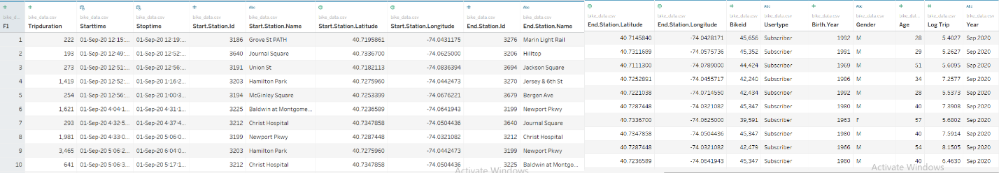 Abc Abc Abc Abc Abc
bike_d... bike_data.csv bike_data.csv bike_data.csv bike_data.csv bike_data.csv bike_data.csv bike_data.csv bike_data.csv bike_data.csv bike_data.csv bike_data.csv bike_data.csv bike_data.csv bike_data.csv bike_data.csv bike_da... bike_data.csv bike_data.csv
F1 Tripduration Starttime Stoptime Start.Station.Id Start.Station.Name Start.Station.Latitude Start.Station.Longitude End.Station.Id End.Station.Name End.Station.Latitude End.Station.Longitude Bikeid Usertype Birth.Year Gender Age Log Trip Year
1 222 01-Sep-20 12:15:... 01-Sep-20 12:19:... 3186 Grove St PATH 40.7195861 -74.0431175 3276 Marin Light Rail 40.7145840 -74.0428171 45,656 Subscriber 1992 M 28 5.4027 Sep 2020
2 193 01-Sep-20 12:49:... 01-Sep-20 12:52:... 3640 Journal Square 40.7336700 -74.0625000 3206 Hilltop 40.7311689 -74.0575736 45,352 Subscriber 1991 M 29 5.2627 Sep 2020
3 273 01-Sep-20 12:51:... 01-Sep-20 12:56:... 3191 Union St 40.7182113 -74.0836394 3694 Jackson Square 40.7111300 -74.0789000 44,424 Subscriber 1969 M 51 5.6095 Sep 2020
4 1,419 01-Sep-20 12:52:... 01-Sep-20 1:16:2... 3203 Hamilton Park 40.7275960 -74.0442473 3270 Jersey & 6th St 40.7252891 -74.0455717 42,240 Subscriber 1986 M 34 7.2577 Sep 2020
5 254 01-Sep-20 12:56:... 01-Sep-20 1:00:3... 3194 McGinley Square 40.7253399 -74.0676221 3679 Bergen Ave 40.7221038 -74.0714550 42,434 Subscriber 1992 M 28 5.5373 Sep 2020
6 1,621 01-Sep-20 4:04:1... 01-Sep-20 4:31:1... 3225 Baldwin at Montgome... 40.7236589 -74.0641943 3199 Newport Pkwy 40.7287448 -74.0321082 45,347 Subscriber 1980 M 40 7.3908 Sep 2020
7 293 01-Sep-20 4:32:5... 01-Sep-20 4:37:4... 3212 Christ Hospital 40.7347858 -74.0504436 3640 Journal Square 40.7336700 -74.0625000 39,591 Subscriber 1963 F 57 5.6802 Sep 2020
8 1,981 01-Sep-20 4:33:0... 01-Sep-20 5:06:0... 3199 Newport Pkwy 40.7287448 -74.0321082 3212 Christ Hospital 40.7347858 -74.0504436 45,347 Subscriber 1980 M 40 7.5914 Sep 2020
9 3,465 01-Sep-20 5:06:2... 01-Sep-20 6:04:0... 3203 Hamilton Park 40.7275960 -74.0442473 3199 Newport Pkwy 40.7287448 -74.0321082 42,479 Subscriber 1966 M 54 8.1505 Sep 2020
10 641 01-Sep-20 5:06:3... 01-Sep-20 5:17:1... 3212 Christ Hospital 40.7347858 -74.0504436 3225 Baldwin at Montgo... 40.7236589 -74.0641943 45,347 Subscriber 1980 M 40 6.4630 Sep 2020
Activate Windows Activate Windows